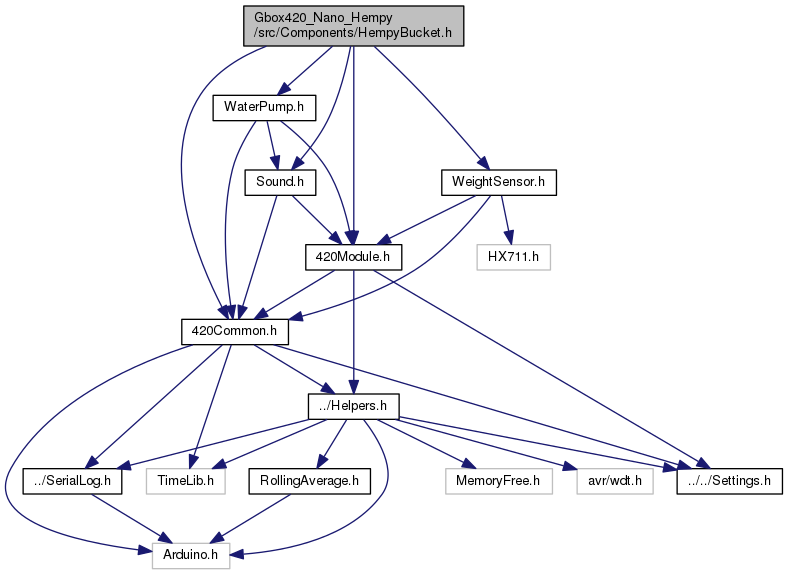 Gbox420_Nano_Hempy
/src/Components/HempyBucket.h
WaterPump.h
Sound.h
WeightSensor.h
420Module.h
HX711.h
420Common.h
../Helpers.h
../SerialLog.h
TimeLib.h
RollingAverage.h
MemoryFree.h
avr/wdt.h
../../Settings.h
Arduino.h